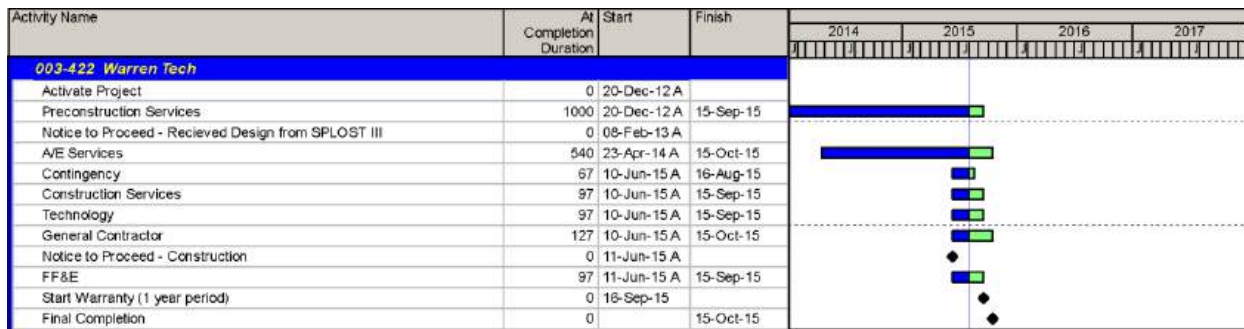 Activity Name At Completion Duration Start Finish
2014 2015 2016 2017
J J J J J J J
003-422 Warren Tech
Activate Project 0 20-Dec-12 A
Preconstruction Services 1000 20-Dec-12 A 15-Sep-15
Notice to Proceed - Recieved Design from SPLOST III 0 08-Feb-13 A
A/E Services 540 23-Apr-14 A 15-Oct-15
Contingency 67 10-Jun-15 A 16-Aug-15
Construction Services 97 10-Jun-15 A 15-Sep-15
Technology 97 10-Jun-15 A 15-Sep-15
General Contractor 127 10-Jun-15 A 15-Oct-15
Notice to Proceed - Construction 0 11-Jun-15 A
FF&E 97 11-Jun-15 A 15-Sep-15
Start Warranty (1 year period) 0 16-Sep-15
Final Completion 0 15-Oct-15